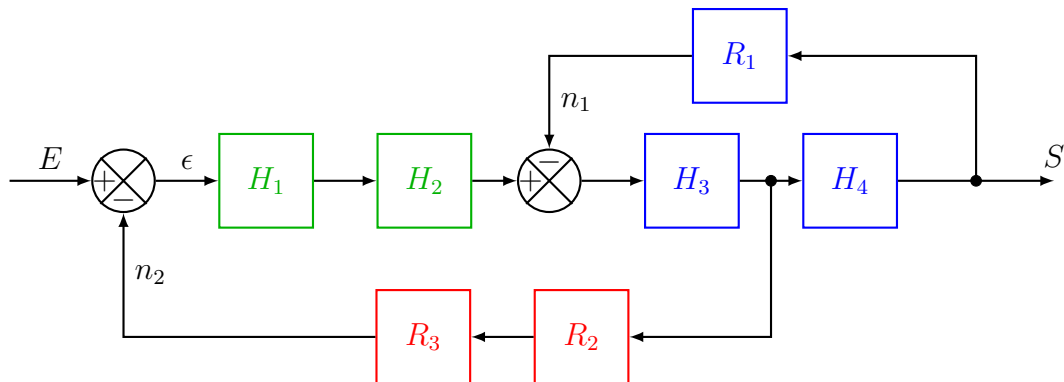 R₁
n₁
E
+
−
ϵ
H₁
H₂
−
+
H₃
H₄
S
n₂
R₃
R₂